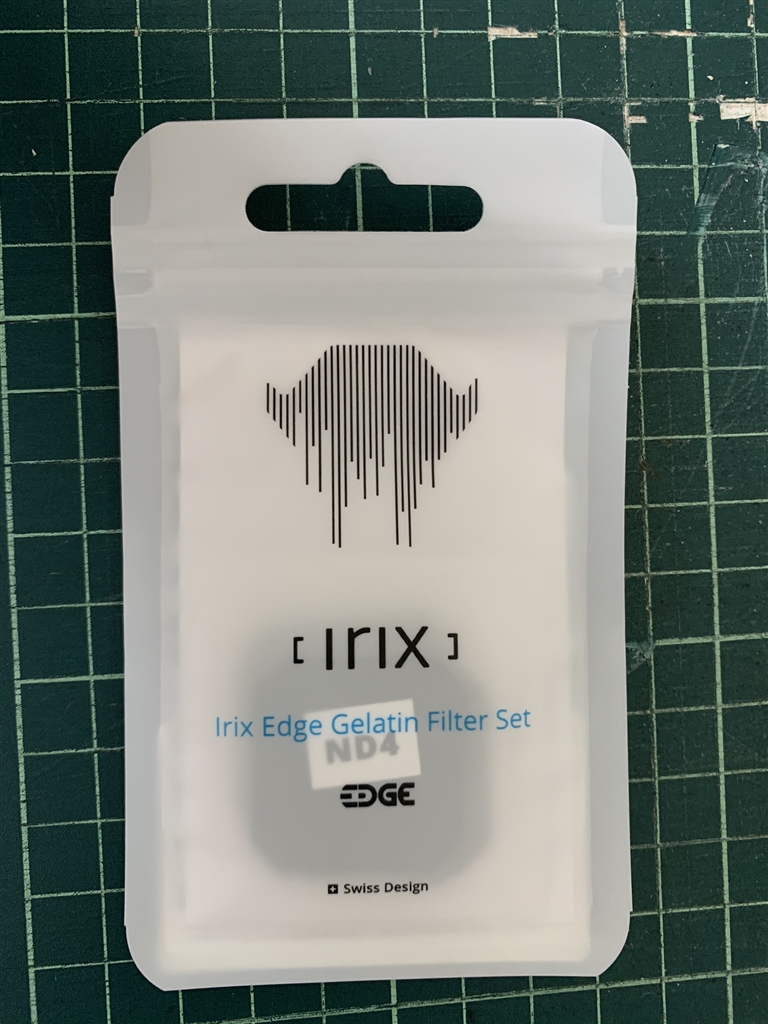 [ IRIX ]
Irix Edge Gelatin Filter Set
ND4
EDGE
Swiss Design